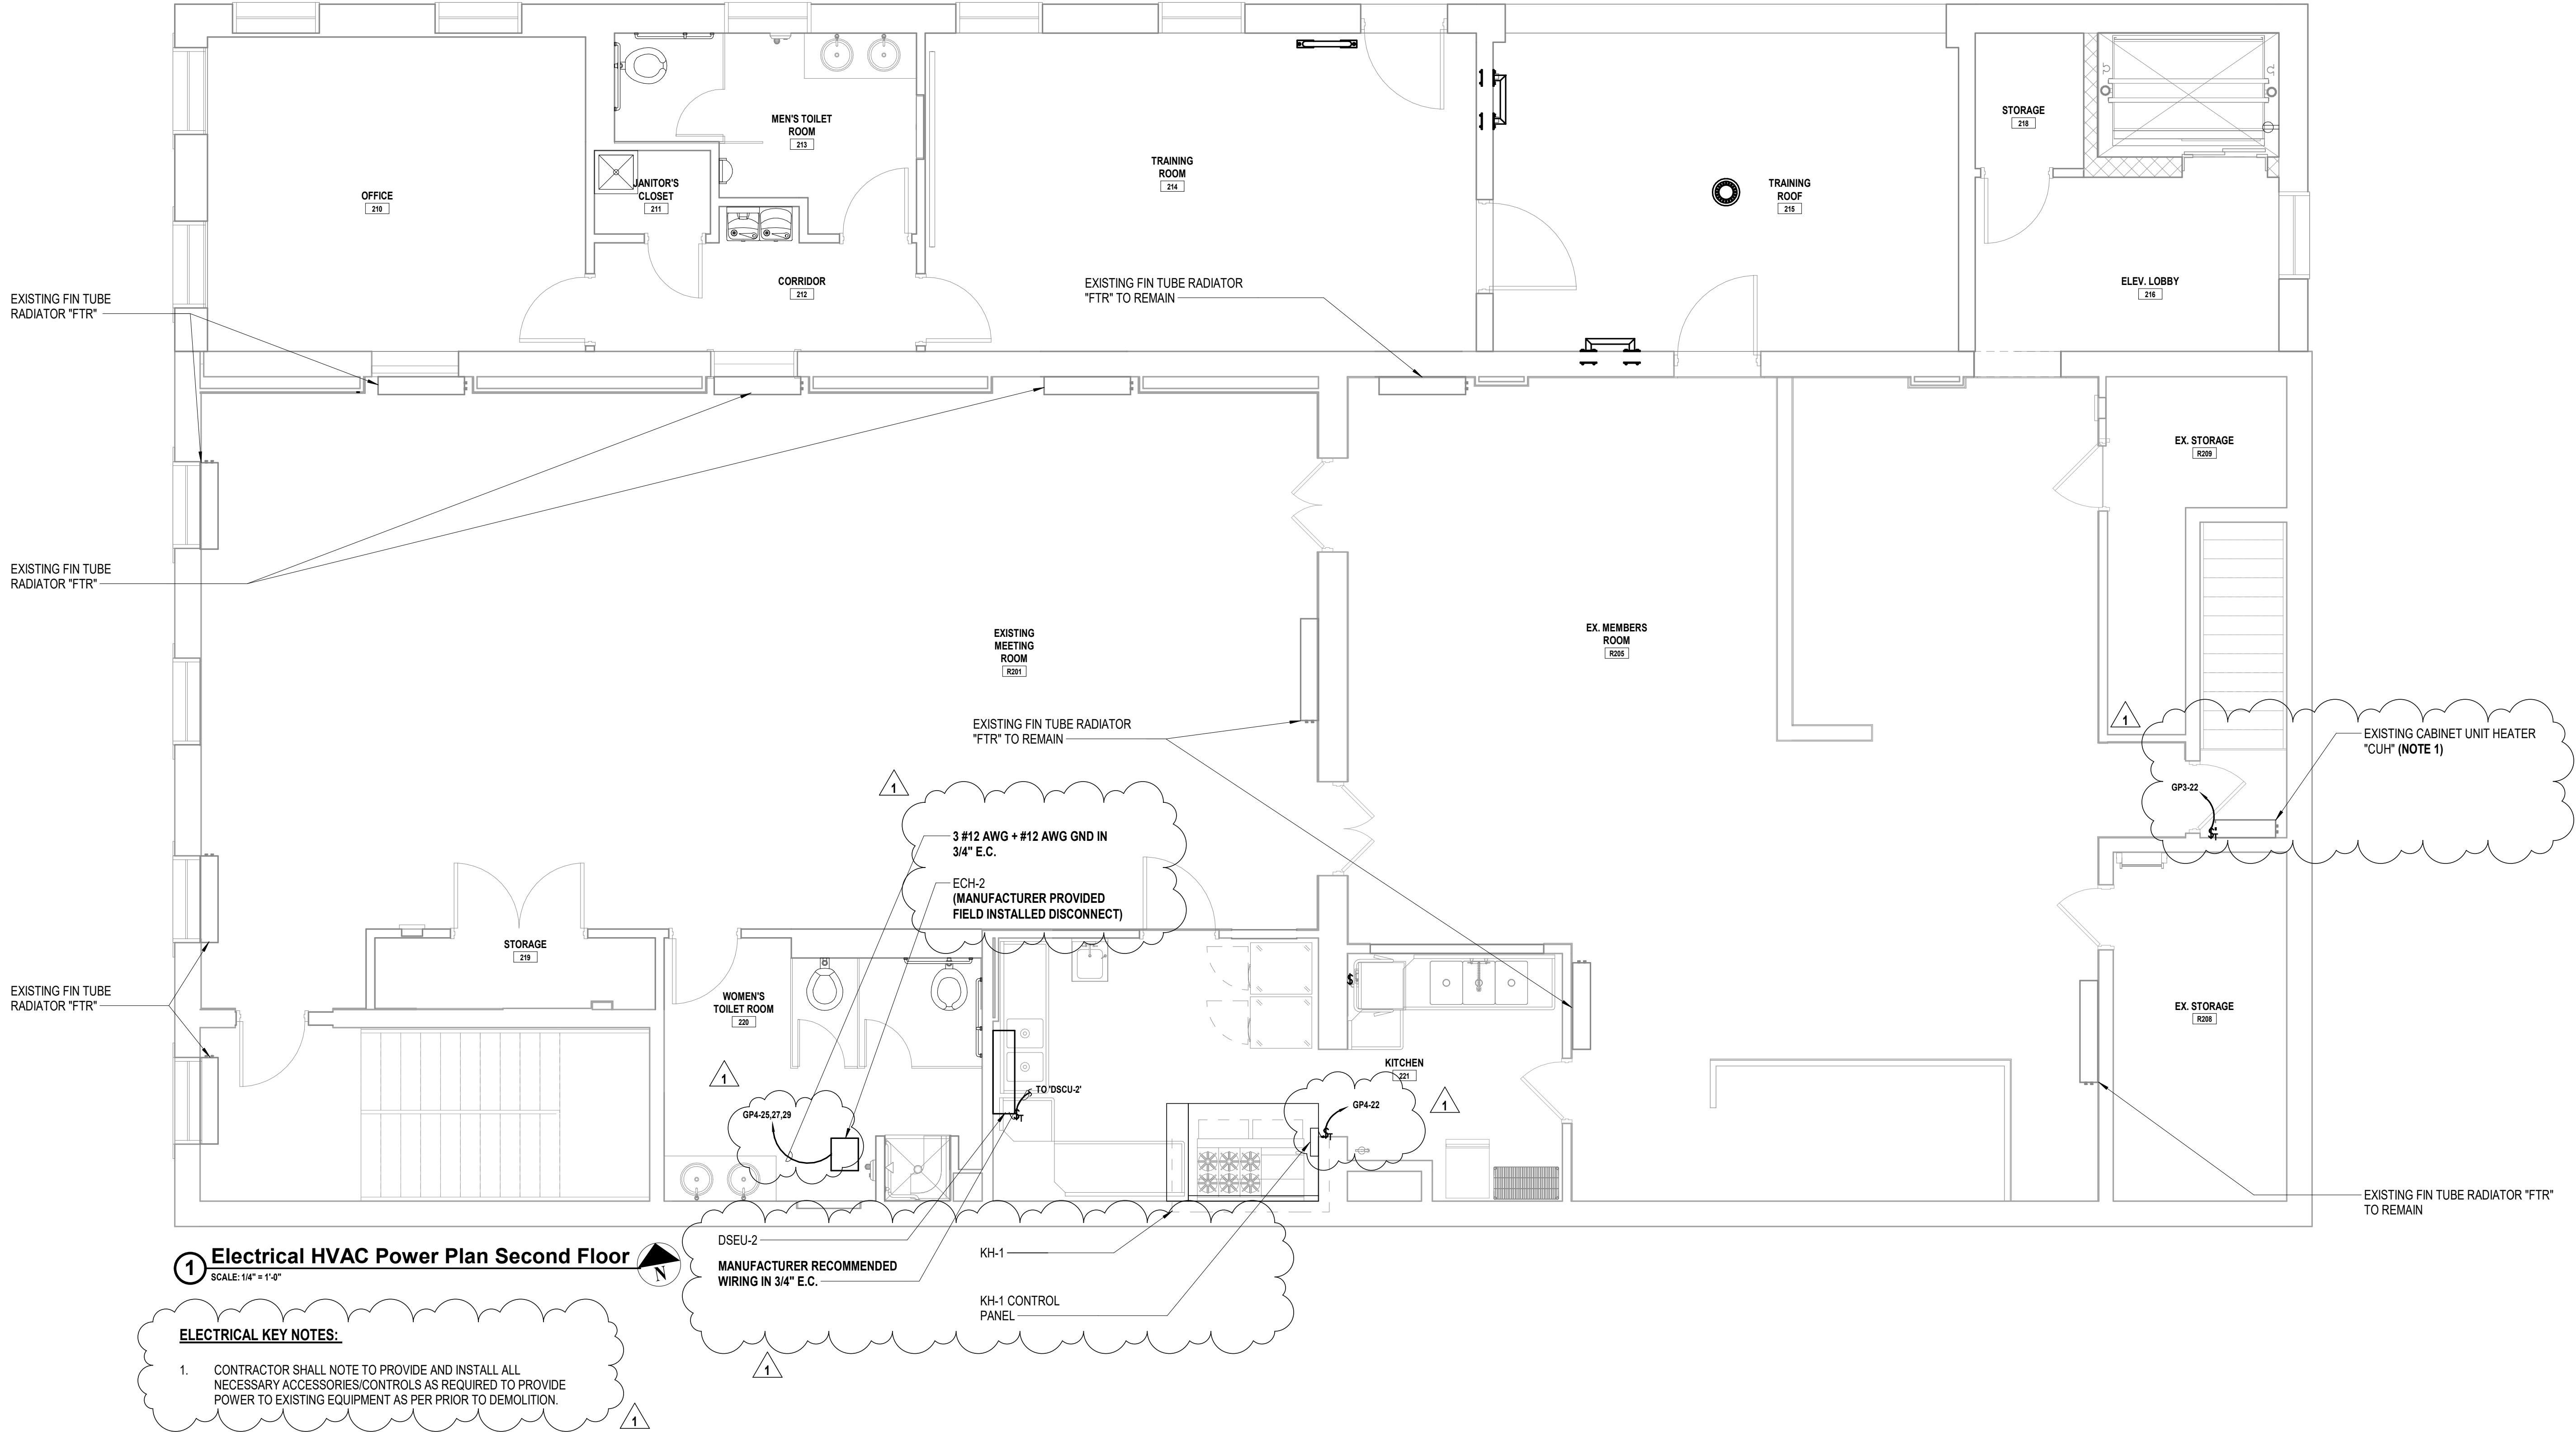 MEN'S TOILET
ROOM
213
STORAGE
218
TRAINING
ROOM
214
JANITOR'S
CLOSET
211
TRAINING
ROOF
215
OFFICE
210
CORRIDOR
212
ELEV. LOBBY
216
EXISTING FIN TUBE
RADIATOR "FTR"
EXISTING FIN TUBE RADIATOR
"FTR" TO REMAIN
EX. STORAGE
R209
EXISTING FIN TUBE
RADIATOR "FTR"
EXISTING
MEETING
ROOM
R201
EX. MEMBERS
ROOM
R205
EXISTING FIN TUBE RADIATOR
"FTR" TO REMAIN
1
EXISTING CABINET UNIT HEATER
"CUH" (NOTE 1)
GP3-22
$T
1
3 #12 AWG + #12 AWG GND IN
3/4" E.C.
ECH-2
(MANUFACTURER PROVIDED
FIELD INSTALLED DISCONNECT)
STORAGE
219
EXISTING FIN TUBE
RADIATOR "FTR"
WOMEN'S
TOILET ROOM
220
$
EX. STORAGE
R208
KITCHEN
221
1
GP4-25,27,29
TO 'DSCU-2'
$T
GP4-22
$T
1
EXISTING FIN TUBE RADIATOR "FTR"
TO REMAIN
DSEU-2
MANUFACTURER RECOMMENDED
WIRING IN 3/4" E.C.
KH-1
KH-1 CONTROL
PANEL
1
1 Electrical HVAC Power Plan Second Floor
SCALE: 1/4" = 1'-0"
N
ELECTRICAL KEY NOTES:
1. CONTRACTOR SHALL NOTE TO PROVIDE AND INSTALL ALL
NECESSARY ACCESSORIES/CONTROLS AS REQUIRED TO PROVIDE
POWER TO EXISTING EQUIPMENT AS PER PRIOR TO DEMOLITION.
1